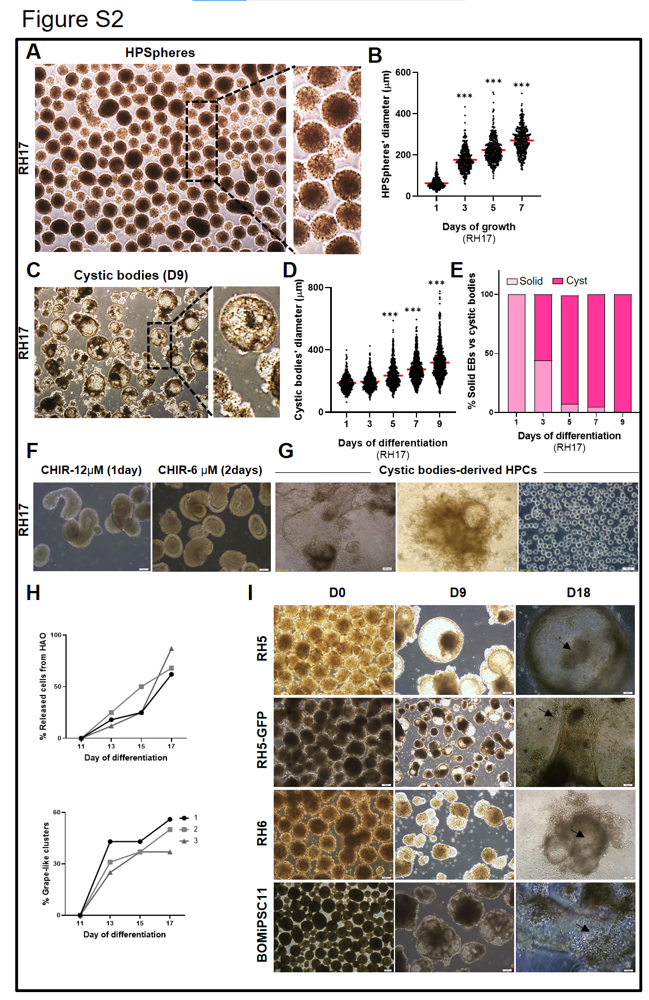 Figure S2
A
HPSpheres
RH17
B
HPSpheres' diameter (μm)
600
400
200
0
***
***
***
1 3 5 7
Days of growth
(RH17)
C
Cystic bodies (D9)
RH17
D
Cystic bodies' diameter (μm)
800
400
0
***
***
***
1 3 5 7 9
Days of differentiation
(RH17)
E
% Solid EBs vs cystic bodies
Solid Cyst
100
50
0
1 3 5 7 9
Days of differentiation
(RH17)
F
CHIR-12μM (1day)
CHIR-6 μM (2days)
RH17
G
Cystic bodies-derived HPCs
H
% Released cells from HAO
100
50
0
11 13 15 17
Day of differentiation
% Grape-like clusters
60
30
0
1
2
3
11 13 15 17
Day of differentiation
I
D0 D9 D18
RH5
RH5-GFP
RH6
BOMiPSC11